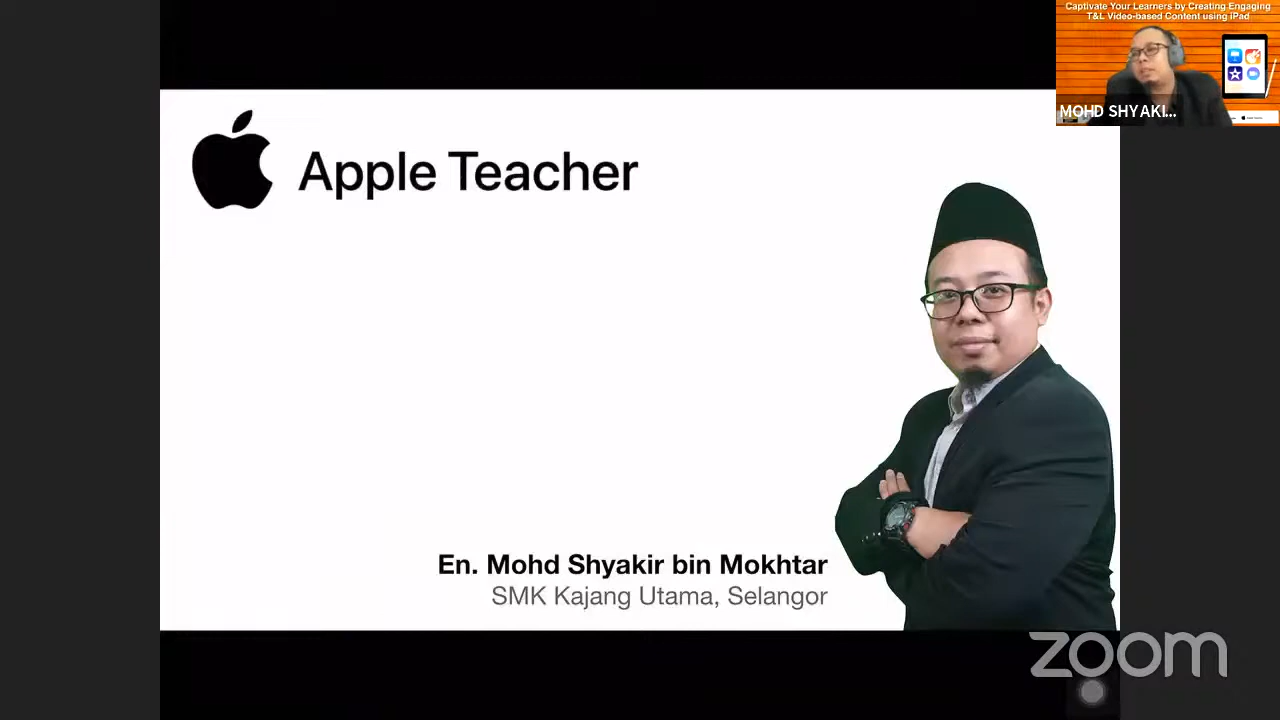 Captivate Your Learners by Creating Engaging
T&L Video-based Content using iPad
MOHD SHYAKI...
Apple Teacher
En. Mohd Shyakir bin Mokhtar
SMK Kajang Utama, Selangor
zoom